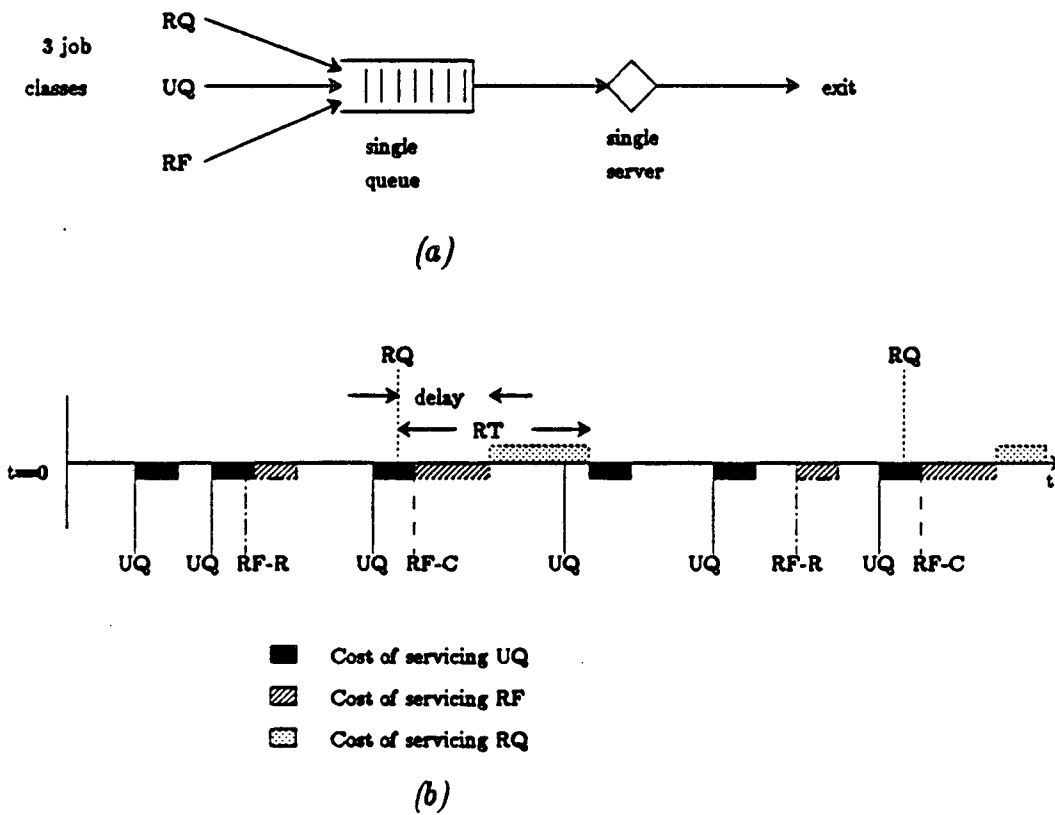 RQ
3 job
classes
UQ
exit
RF
single
queue
single
server
(a)
RQ
RQ
delay
RT
t=0
t
UQ UQ RF-R UQ RF-C UQ UQ RF-R UQ RF-C
Cost of servicing UQ
Cost of servicing RF
Cost of servicing RQ
(b)